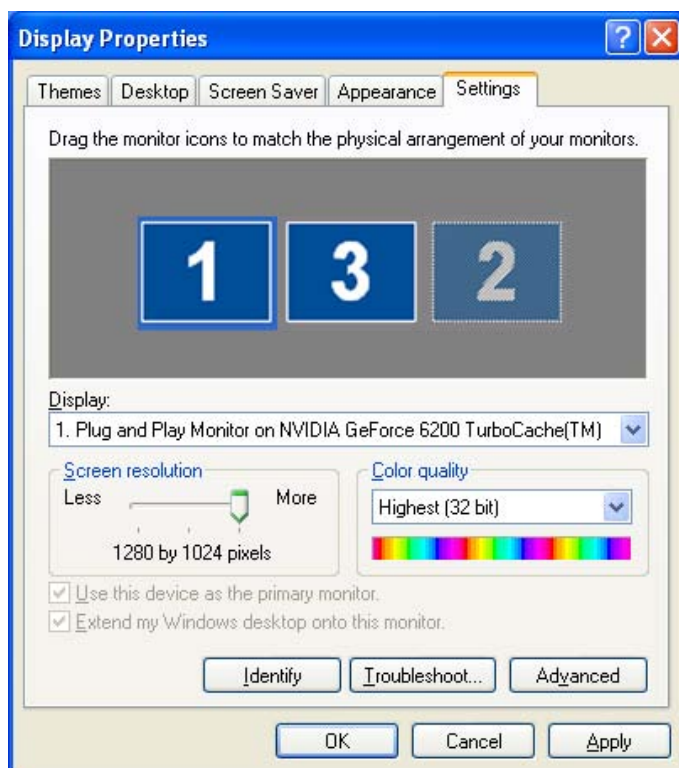 Display Properties
Themes Desktop Screen Saver Appearance Settings
Drag the monitor icons to match the physical arrangement of your monitors.
1 3 2
Display:
1. Plug and Play Monitor on NVIDIA GeForce 6200 TurboCache(TM)
Screen resolution
Less More
1280 by 1024 pixels
Color quality
Highest (32 bit)
Use this device as the primary monitor.
Extend my Windows desktop onto this monitor.
Identify Troubleshoot... Advanced
OK Cancel Apply